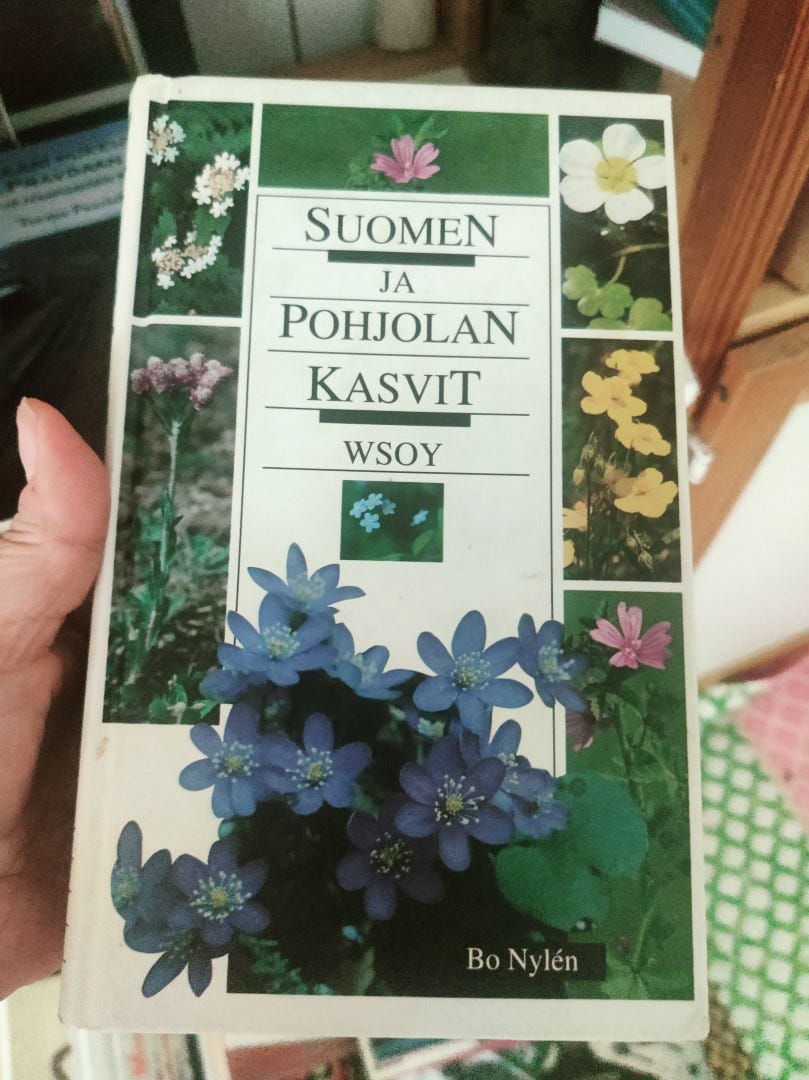 SUOMEN
JA
POHJOLAN
KASVIT
WSOY
Bo Nylén